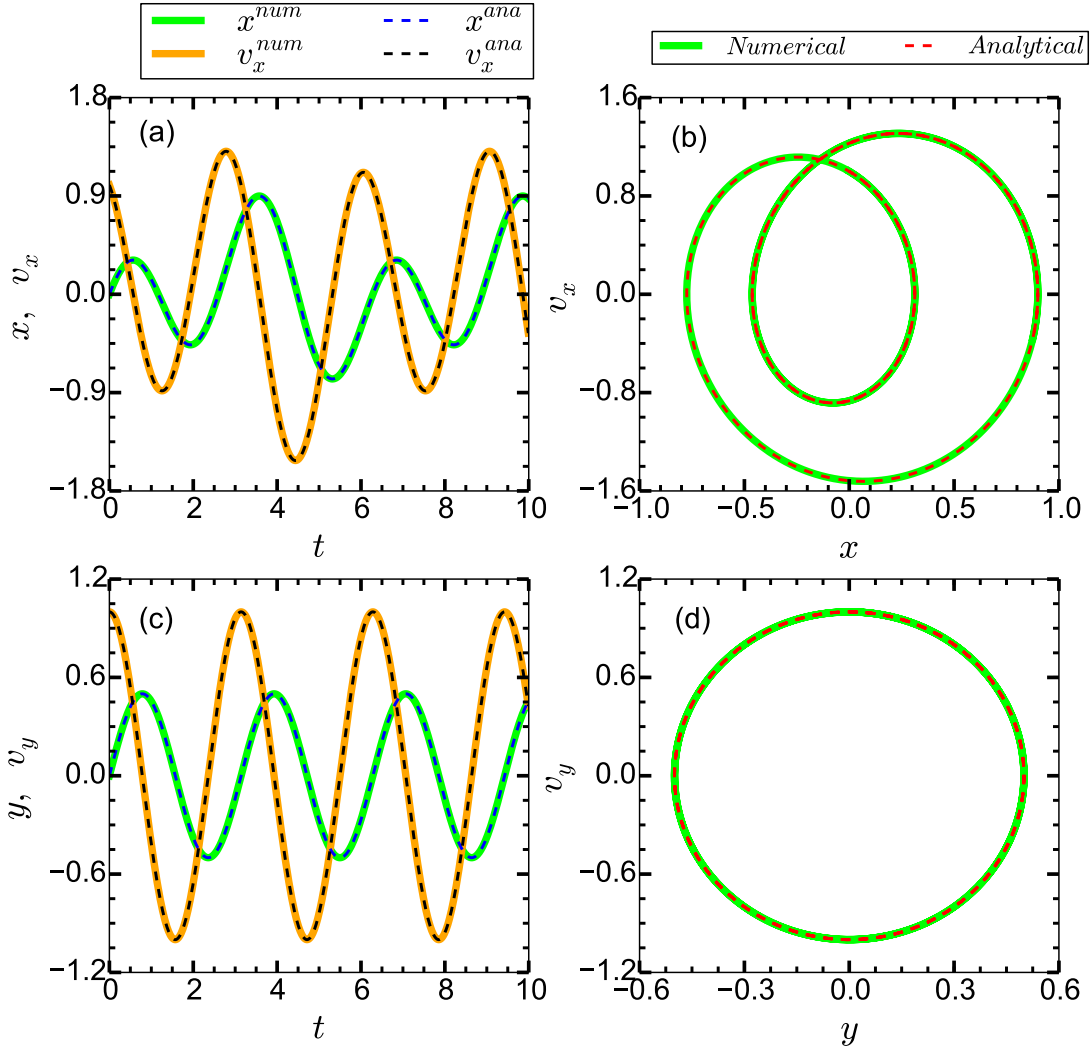 x^{num} x^{ana}
v_x^{num} v_x^{ana}
Numerical Analytical
(a)
1.8
0.9
0.0
−0.9
−1.8
x, v_x
0 2 4 6 8 10
t
(b)
1.6
0.8
0.0
−0.8
−1.6
v_x
−1.0 −0.5 0.0 0.5 1.0
x
(c)
1.2
0.6
0.0
−0.6
−1.2
y, v_y
0 2 4 6 8 10
t
(d)
1.2
0.6
0.0
−0.6
−1.2
v_y
−0.6 −0.3 0.0 0.3 0.6
y